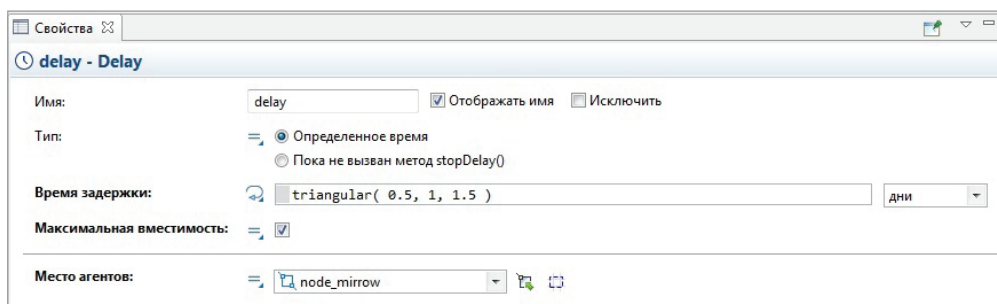 Свойства
delay - Delay
Имя: delay Отображать имя Исключить
Тип: Определенное время
Пока не вызван метод stopDelay()
Время задержки: triangular( 0.5, 1, 1.5 ) дни
Максимальная вместимость:
Место агентов: node_mirrow